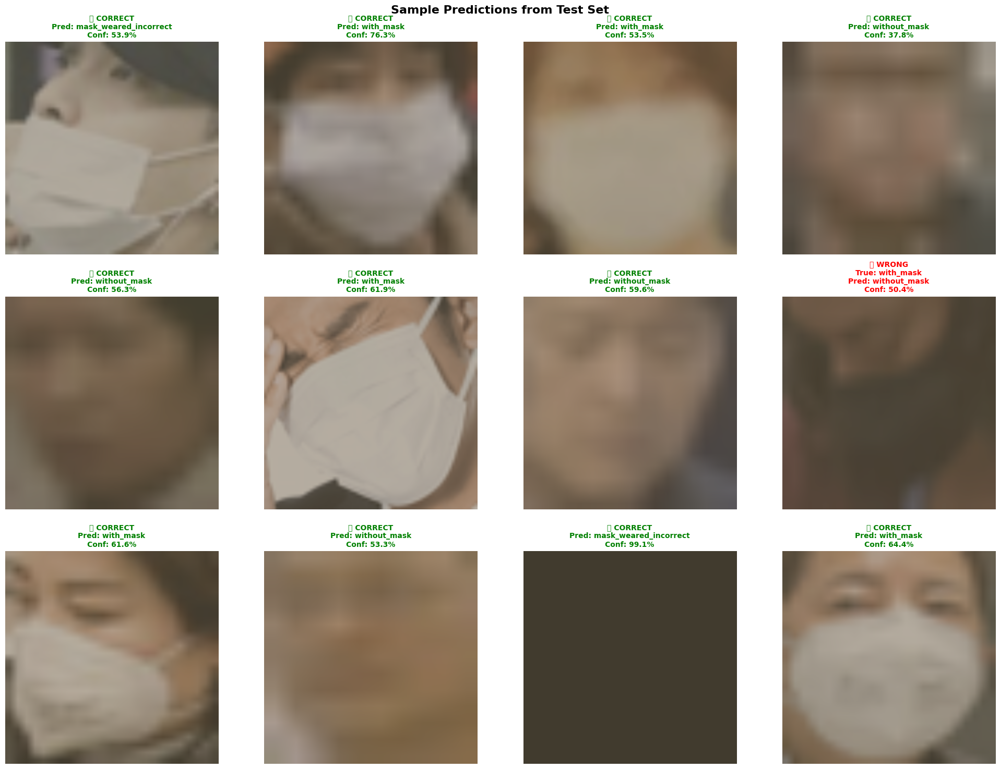 Sample Predictions from Test Set
CORRECT
Pred: mask_weared_incorrect
Conf: 53.9%
CORRECT
Pred: with_mask
Conf: 76.3%
CORRECT
Pred: with_mask
Conf: 53.5%
CORRECT
Pred: without_mask
Conf: 37.8%
CORRECT
Pred: without_mask
Conf: 56.3%
CORRECT
Pred: with_mask
Conf: 61.9%
CORRECT
Pred: without_mask
Conf: 59.6%
WRONG
True: with_mask
Pred: without_mask
Conf: 50.4%
CORRECT
Pred: with_mask
Conf: 61.6%
CORRECT
Pred: without_mask
Conf: 53.3%
CORRECT
Pred: mask_weared_incorrect
Conf: 99.1%
CORRECT
Pred: with_mask
Conf: 64.4%